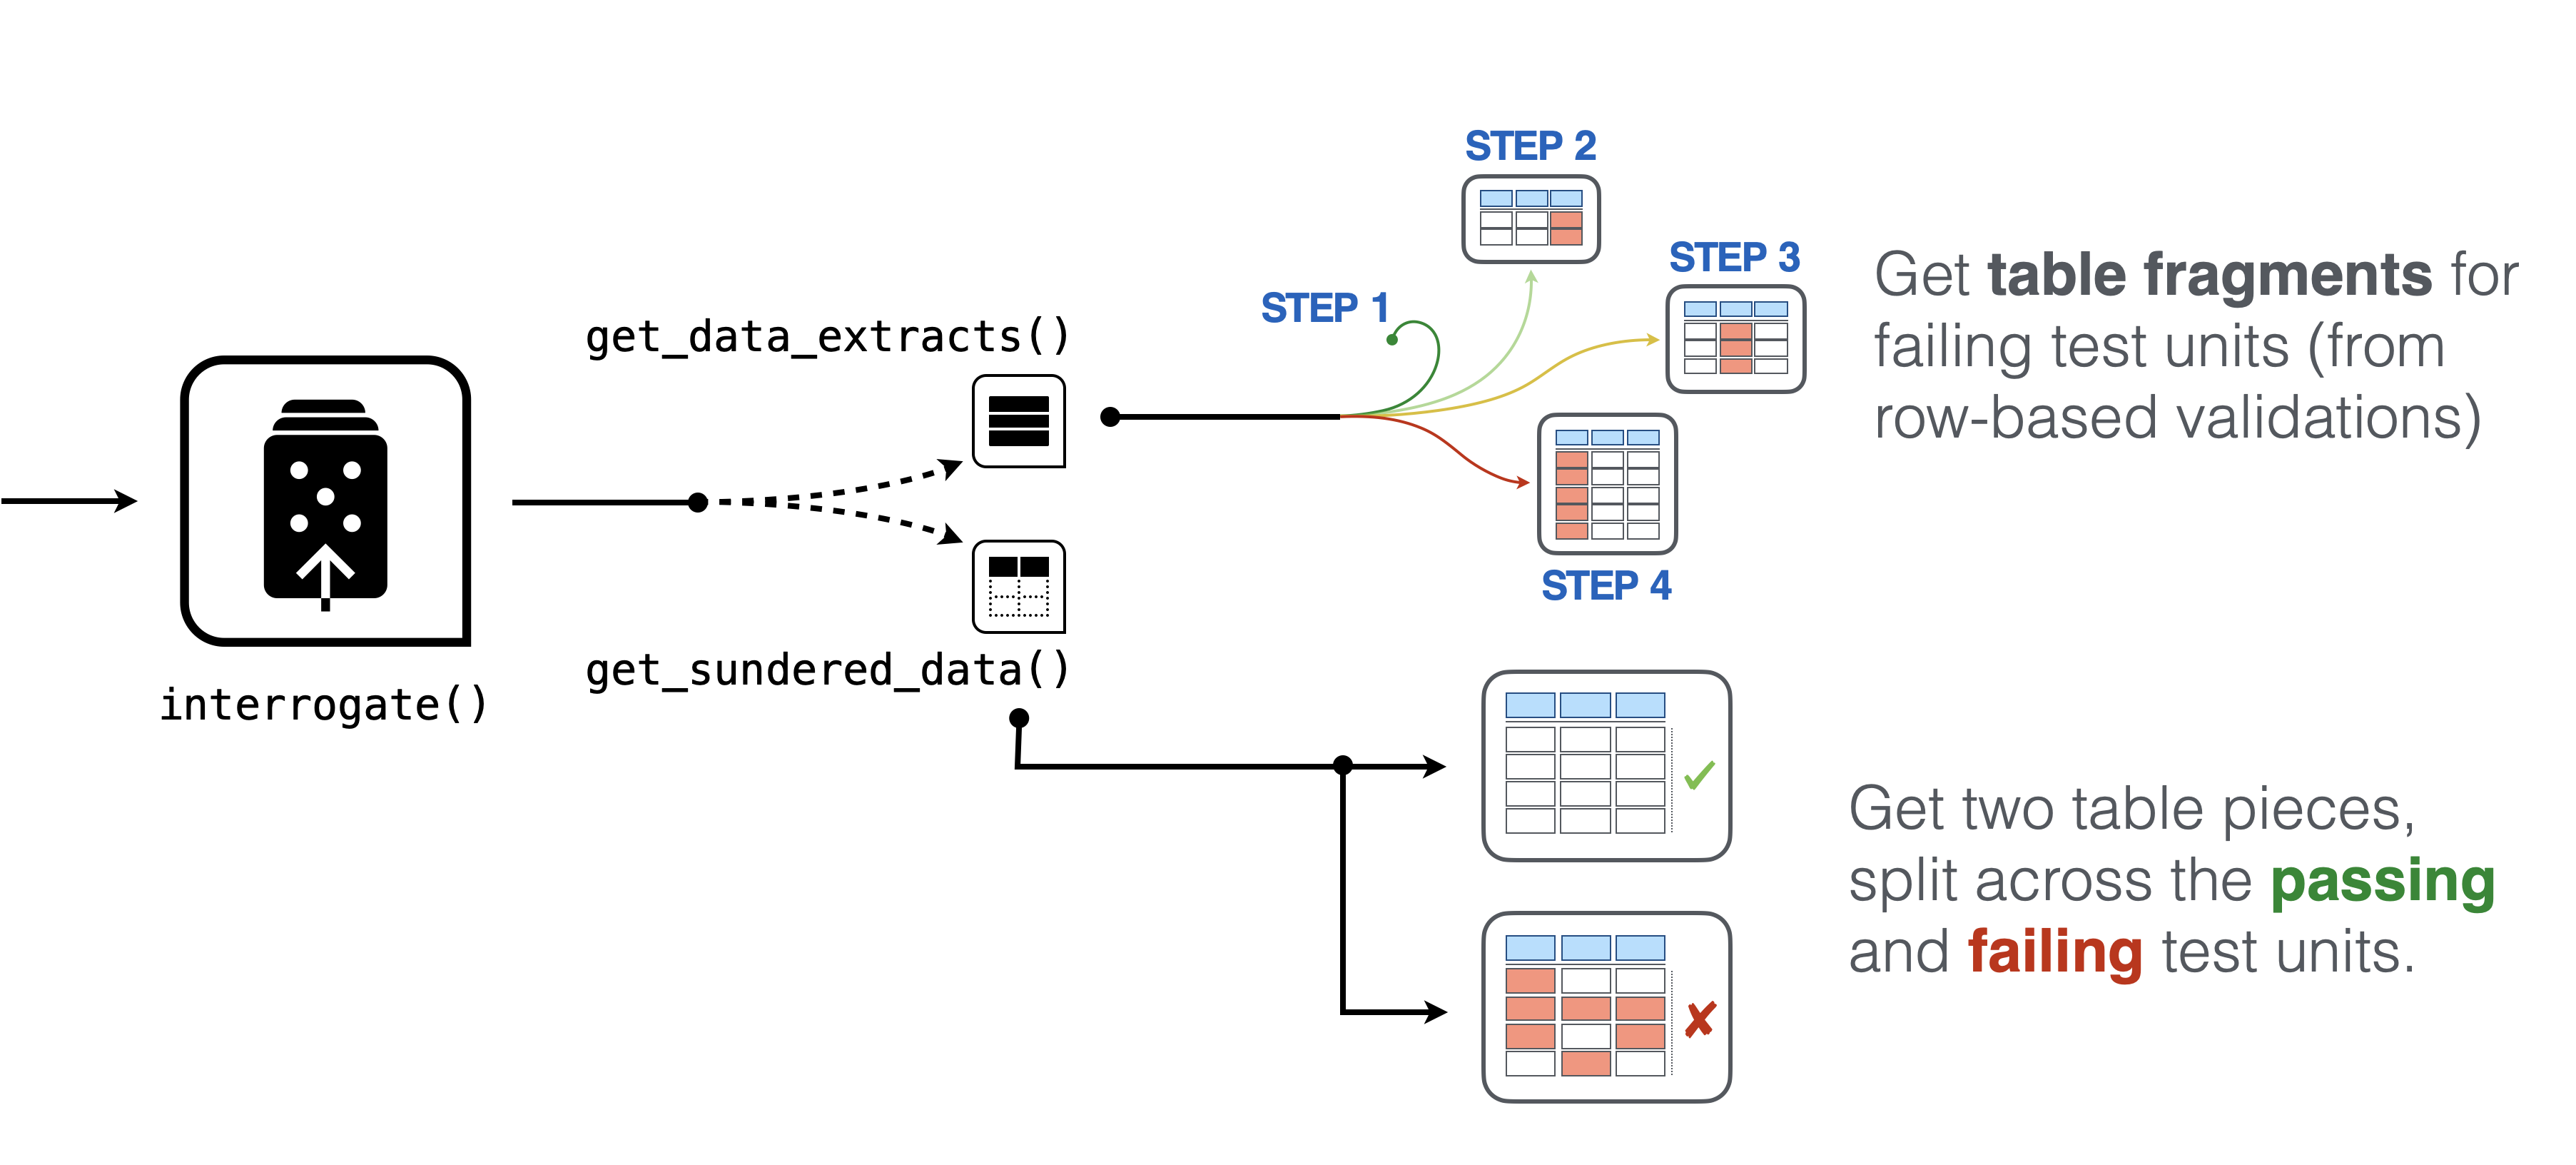 STEP 2
STEP 3
STEP 1
get_data_extracts()
Get table fragments for
failing test units (from
row-based validations)
STEP 4
get_sundered_data()
interrogate()
Get two table pieces,
split across the passing
and failing test units.